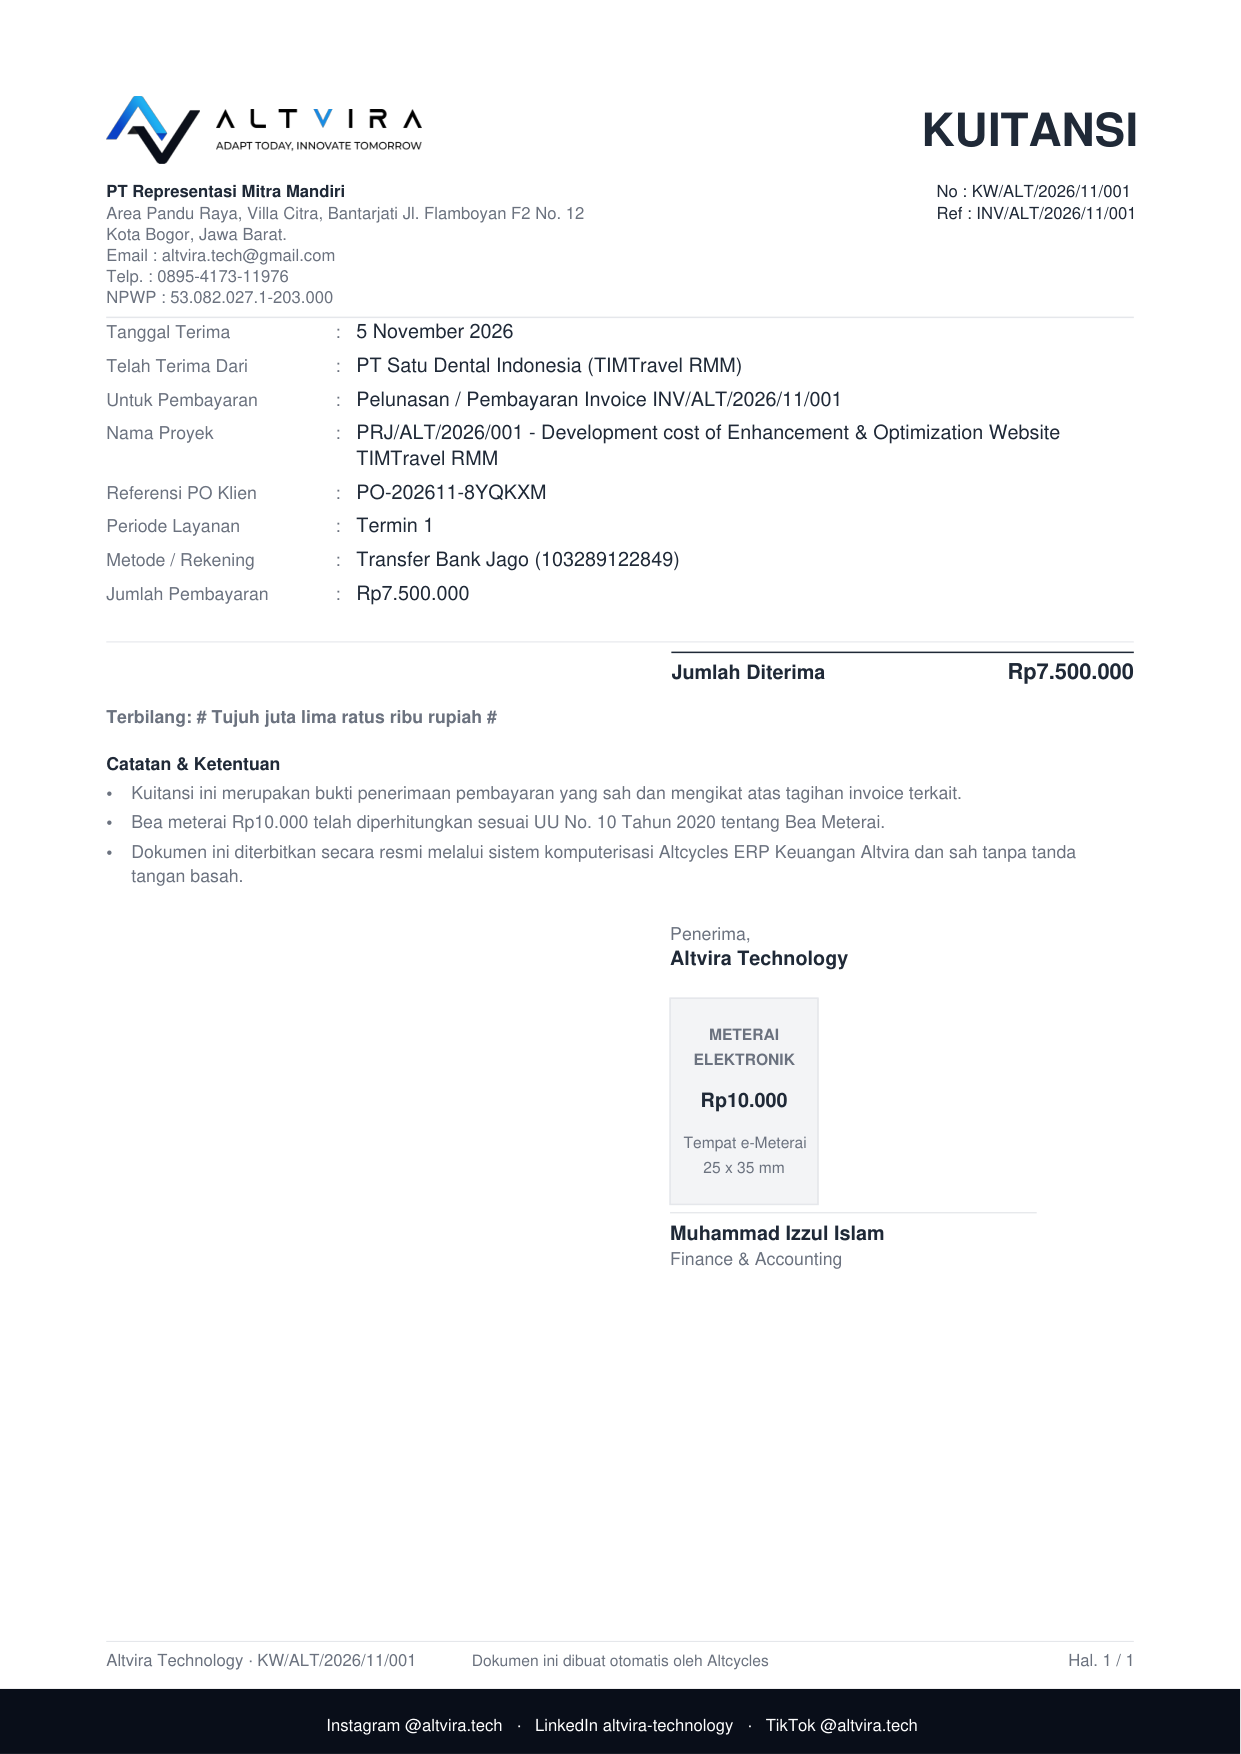 ALTVIRA
ADAPT TODAY, INNOVATE TOMORROW
KUITANSI
PT Representasi Mitra Mandiri
Area Pandu Raya, Villa Citra, Bantarjati Jl. Flamboyan F2 No. 12
Kota Bogor, Jawa Barat.
Email : altvira.tech@gmail.com
Telp. : 0895-4173-11976
NPWP : 53.082.027.1-203.000
No : KW/ALT/2026/11/001
Ref : INV/ALT/2026/11/001
Tanggal Terima : 5 November 2026
Telah Terima Dari : PT Satu Dental Indonesia (TIMTravel RMM)
Untuk Pembayaran : Pelunasan / Pembayaran Invoice INV/ALT/2026/11/001
Nama Proyek : PRJ/ALT/2026/001 - Development cost of Enhancement & Optimization Website
TIMTravel RMM
Referensi PO Klien : PO-202611-8YQKXM
Periode Layanan : Termin 1
Metode / Rekening : Transfer Bank Jago (103289122849)
Jumlah Pembayaran : Rp7.500.000
Jumlah Diterima Rp7.500.000
Terbilang: # Tujuh juta lima ratus ribu rupiah #
Catatan & Ketentuan
• Kuitansi ini merupakan bukti penerimaan pembayaran yang sah dan mengikat atas tagihan invoice terkait.
• Bea meterai Rp10.000 telah diperhitungkan sesuai UU No. 10 Tahun 2020 tentang Bea Meterai.
• Dokumen ini diterbitkan secara resmi melalui sistem komputerisasi Altcycles ERP Keuangan Altvira dan sah tanpa tanda
tangan basah.
Penerima,
Altvira Technology
METERAI
ELEKTRONIK
Rp10.000
Tempat e-Meterai
25 x 35 mm
Muhammad Izzul Islam
Finance & Accounting
Altvira Technology · KW/ALT/2026/11/001 Dokumen ini dibuat otomatis oleh Altcycles Hal. 1 / 1
Instagram @altvira.tech · LinkedIn altvira-technology · TikTok @altvira.tech